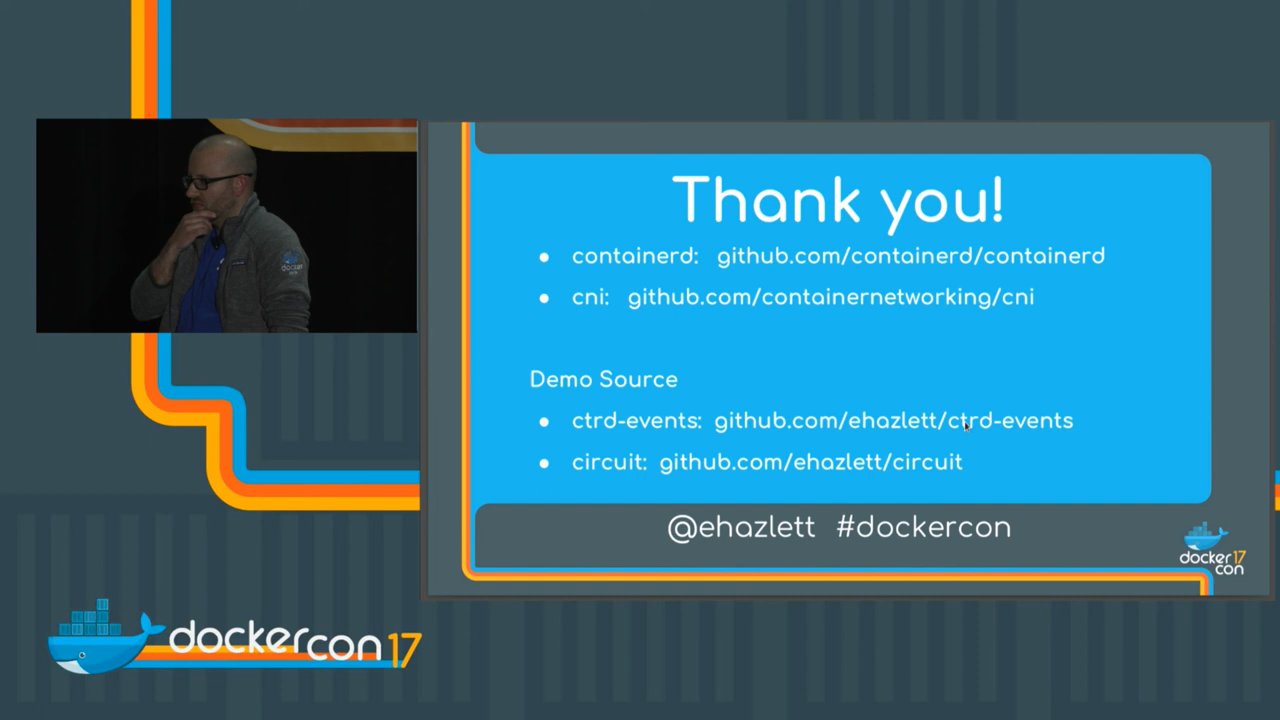 Thank you!
containerd: github.com/containerd/containerd
cni: github.com/containernetworking/cni
Demo Source
ctrd-events: github.com/ehazlett/ctrd-events
circuit: github.com/ehazlett/circuit
@ehazlett #dockercon
docker 17
con
dockercon 17
docker